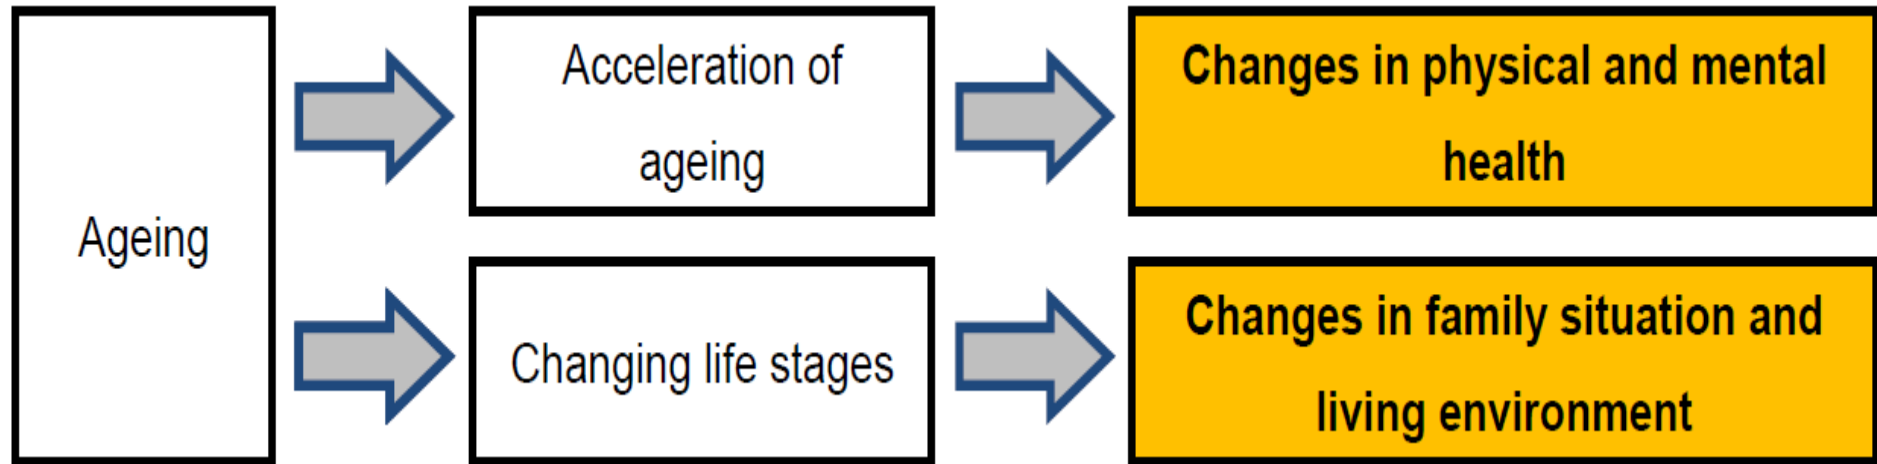 Ageing
Acceleration of
ageing
Changes in physical and mental
health
Changing life stages
Changes in family situation and
living environment